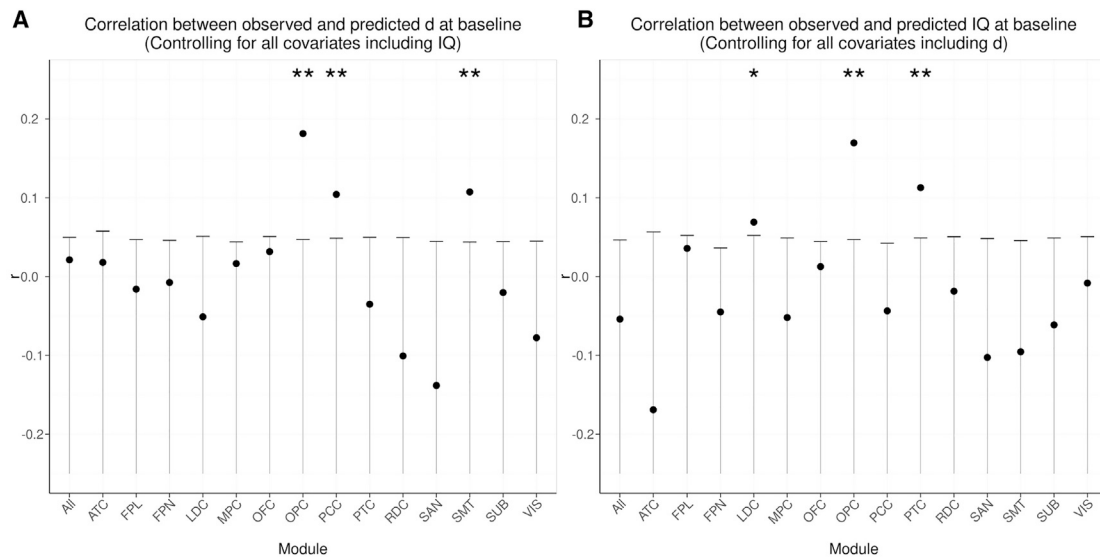 A
Correlation between observed and predicted d at baseline
(Controlling for all covariates including IQ)
** ** **
0.2
0.1
0.0
-0.1
-0.2
r
All ATC FPL FPN LDC MPC OFC OPC PCC PTC RDC SAN SMT SUB VIS
Module
B
Correlation between observed and predicted IQ at baseline
(Controlling for all covariates including d)
* ** **
0.2
0.1
0.0
-0.1
-0.2
r
All ATC FPL FPN LDC MPC OFC OPC PCC PTC RDC SAN SMT SUB VIS
Module